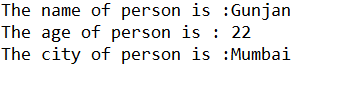 The name of person is :Gunjan
The age of person is : 22
The city of person is :Mumbai